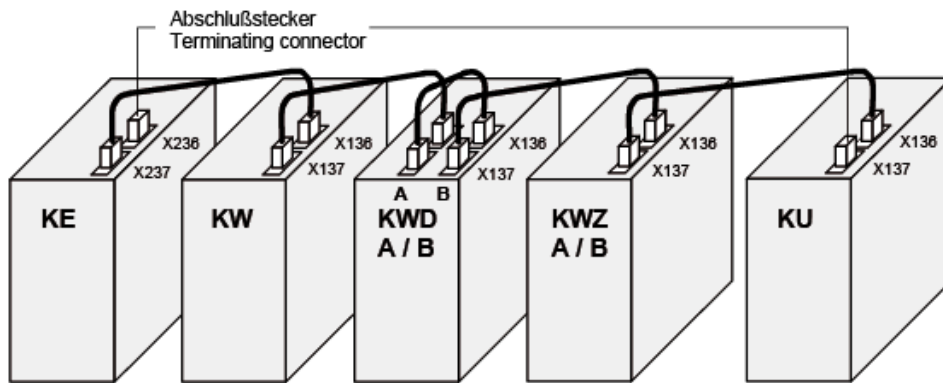 Abschlußstecker
Terminating connector
X236
X237
X136
X137
X136
X137
X136
X137
X136
X137
A B
KE
KW
KWD
A / B
KWZ
A / B
KU